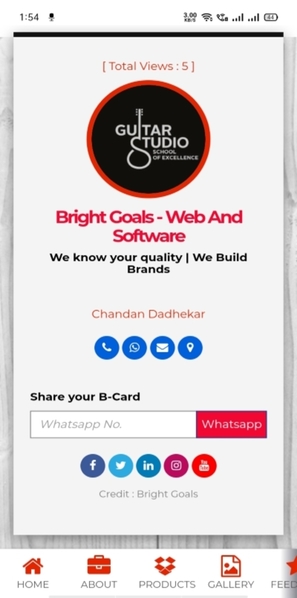 1:54
3.00
KB/S
84
[ Total Views : 5 ]
GUITAR
STUDIO
SCHOOL
OF EXCELLENCE
Bright Goals - Web And
Software
We know your quality | We Build
Brands
Chandan Dadhekar
Share your B-Card
Whatsapp No.
Whatsapp
You
Tube
Credit : Bright Goals
HOME
ABOUT
PRODUCTS
GALLERY
FEED